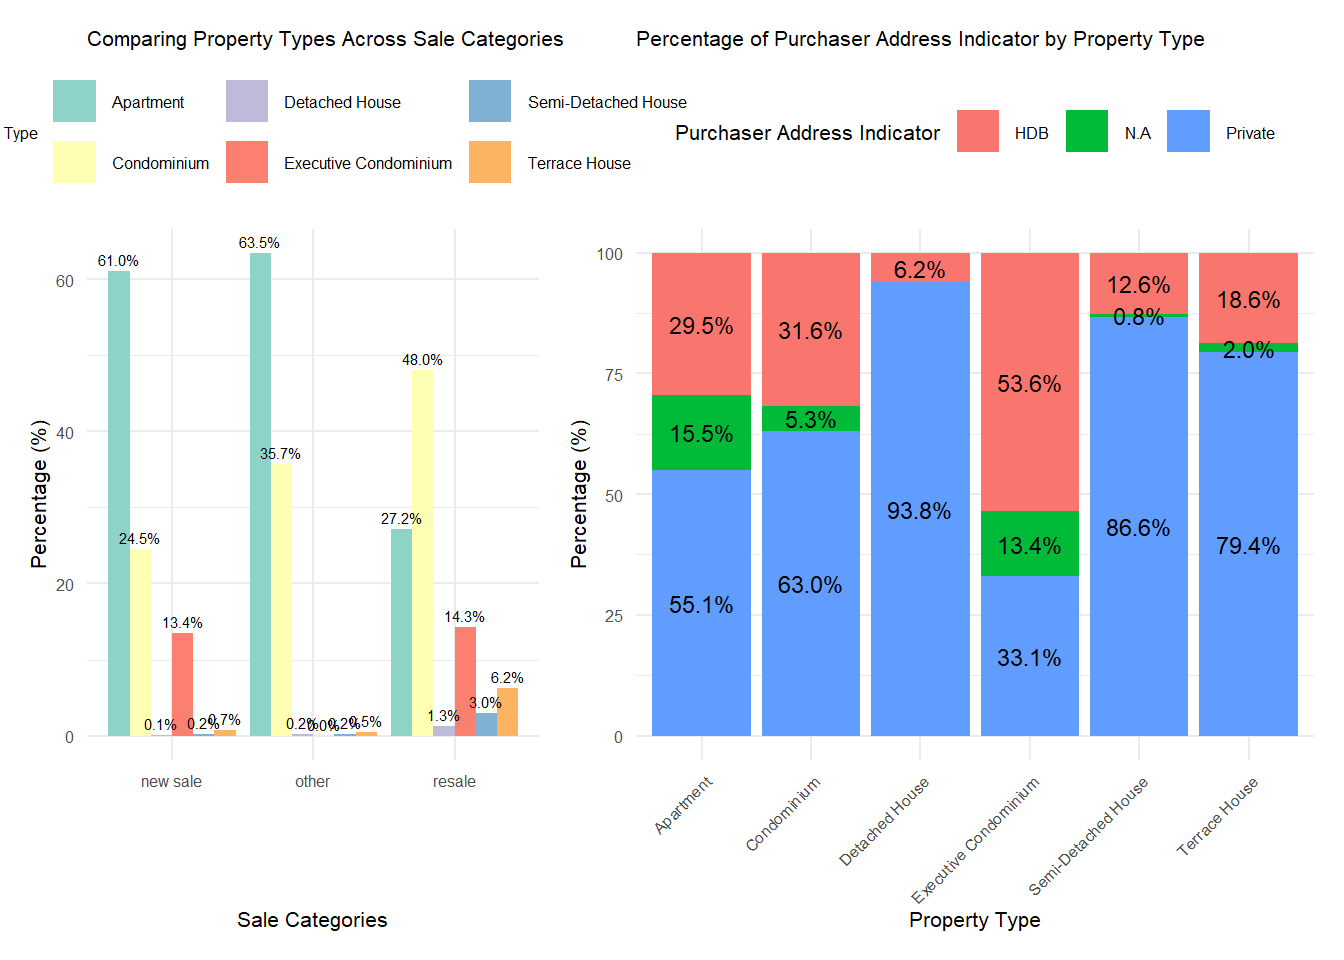 Comparing Property Types Across Sale Categories
Type
Apartment
Detached House
Semi-Detached House
Condominium
Executive Condominium
Terrace House
Percentage (%)
60
40
20
0
61.0%
24.5%
0.1%
13.4%
0.2%
0.7%
63.5%
35.7%
0.2%
0.0%
0.2%
0.5%
27.2%
48.0%
1.3%
14.3%
3.0%
6.2%
new sale
other
resale
Sale Categories
Percentage of Purchaser Address Indicator by Property Type
Purchaser Address Indicator
HDB
N.A
Private
Percentage (%)
100
75
50
25
0
29.5%
15.5%
55.1%
31.6%
5.3%
63.0%
6.2%
93.8%
53.6%
13.4%
33.1%
12.6%
0.8%
86.6%
18.6%
2.0%
79.4%
Apartment
Condominium
Detached House
Executive Condominium
Semi-Detached House
Terrace House
Property Type